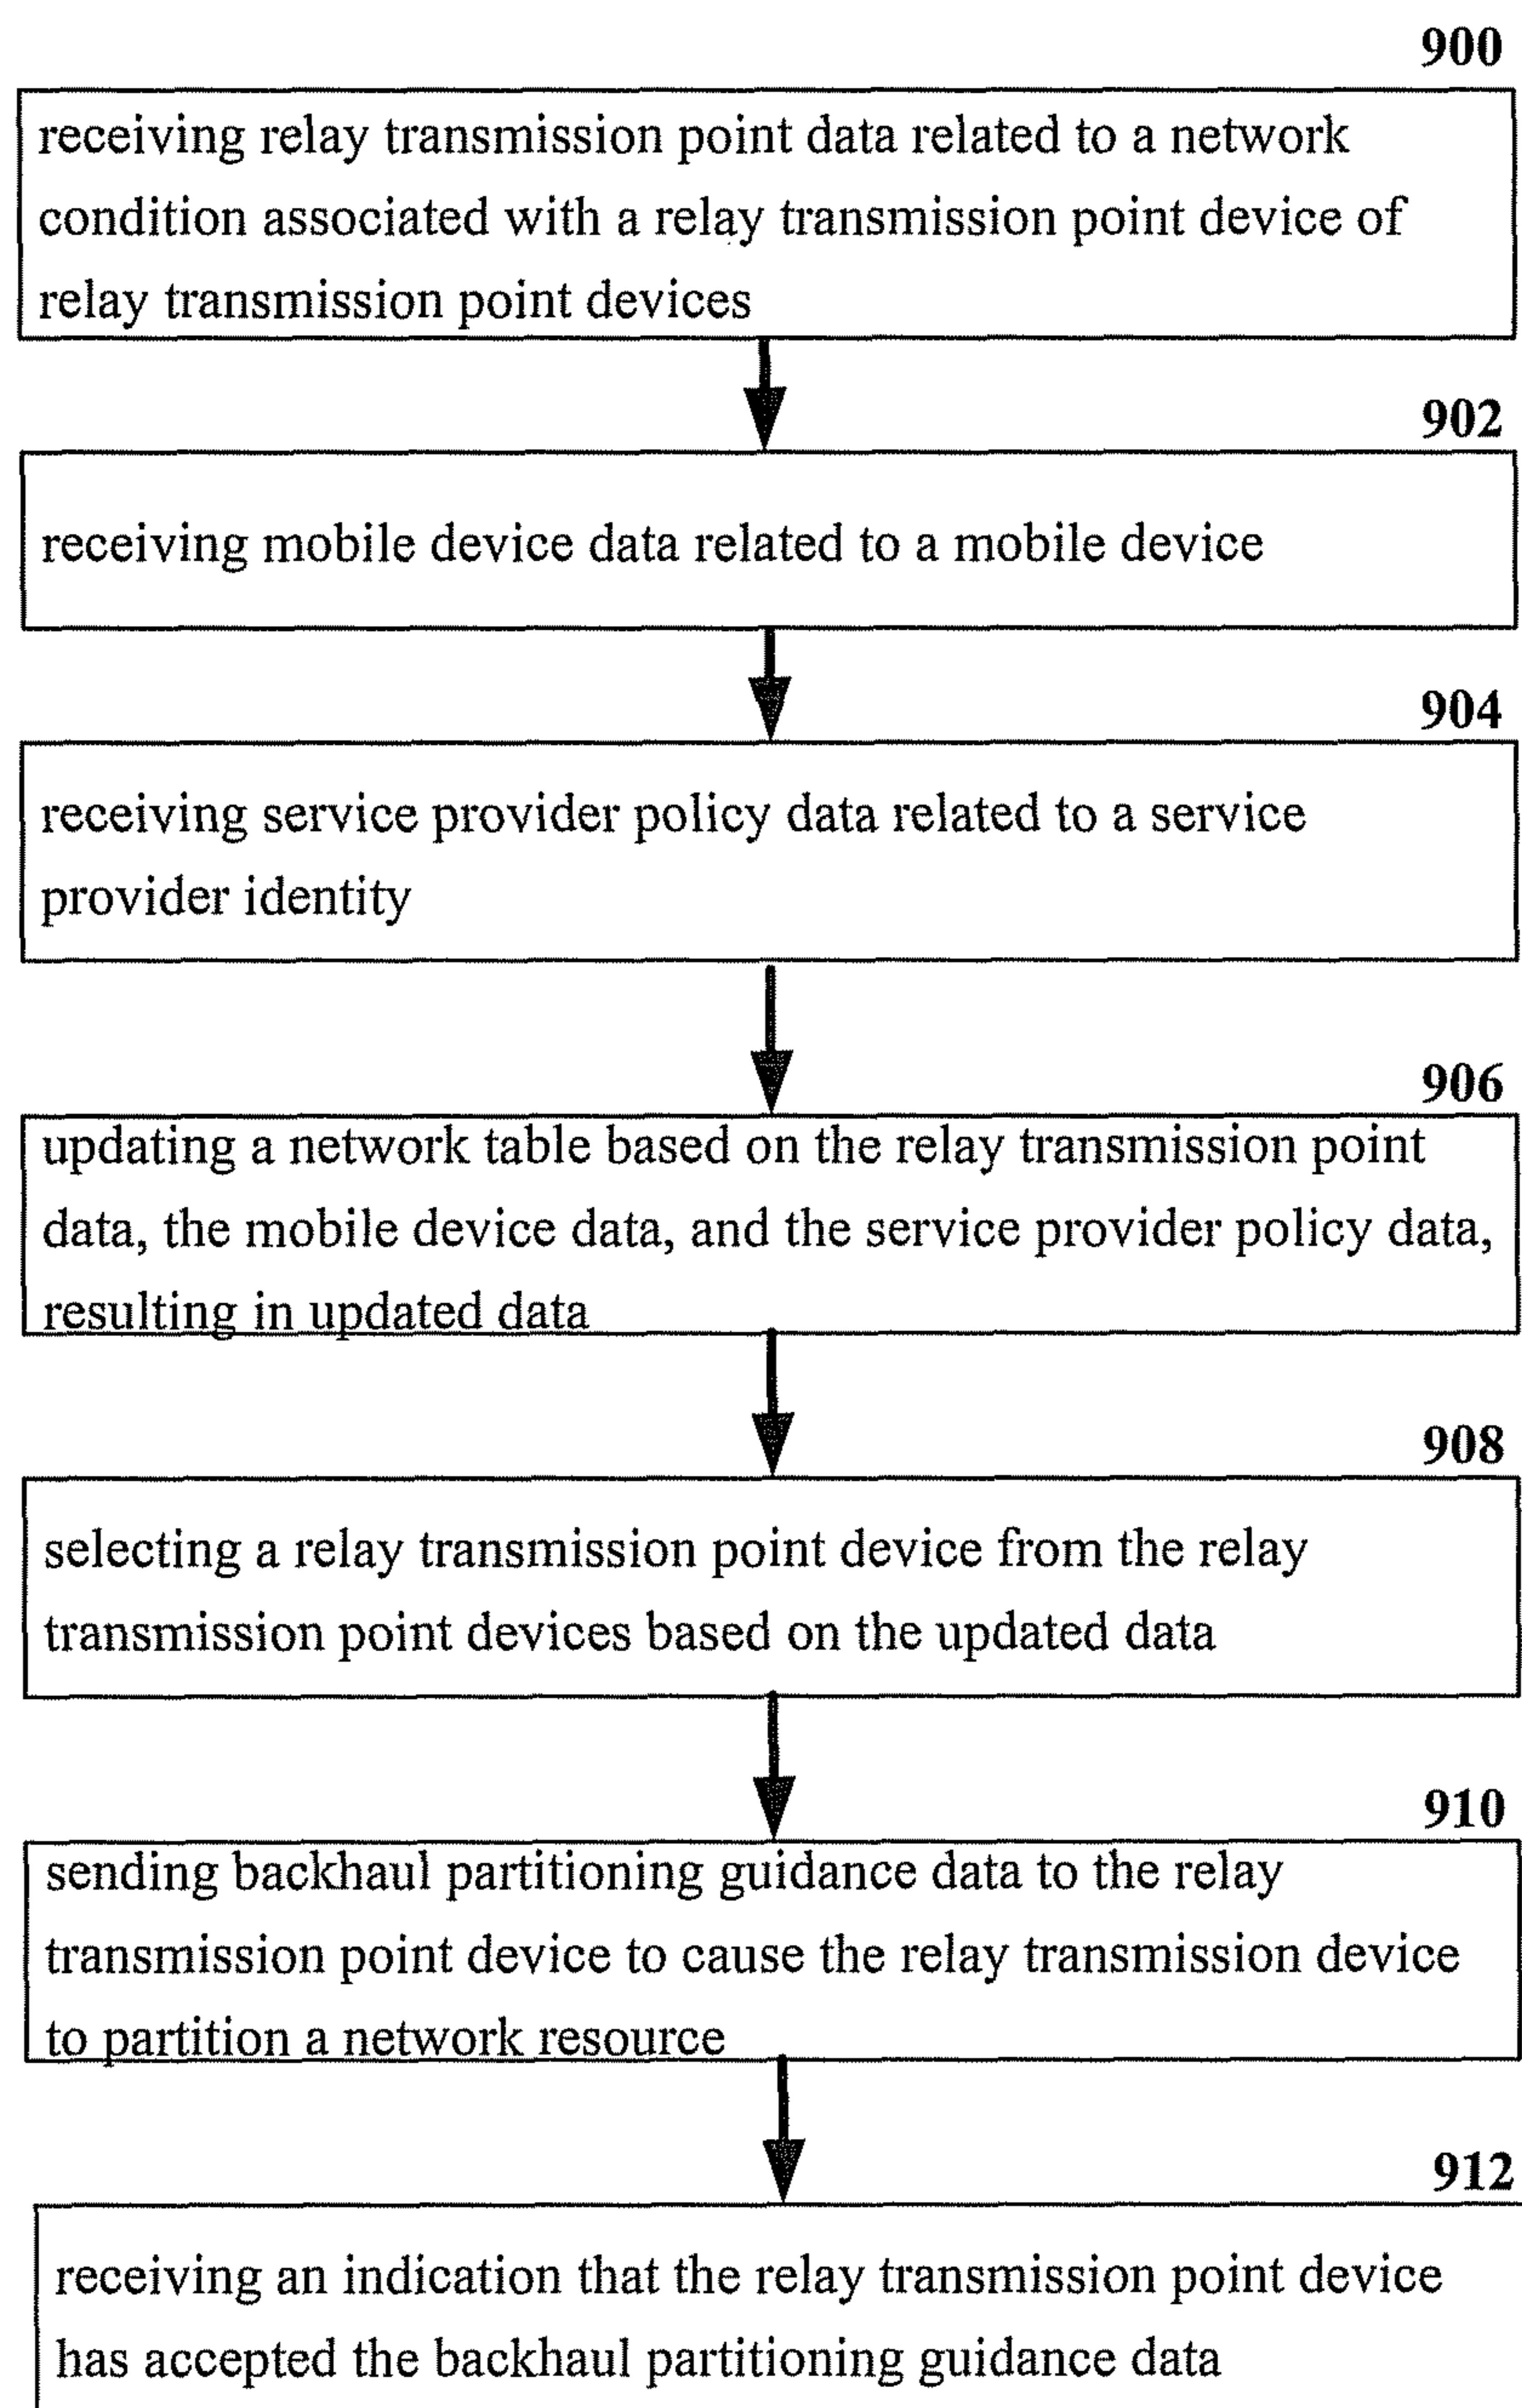 900
receiving relay transmission point data related to a network
condition associated with a relay transmission point device of
relay transmission point devices
902
receiving mobile device data related to a mobile device
904
receiving service provider policy data related to a service
provider identity
906
updating a network table based on the relay transmission point
data, the mobile device data, and the service provider policy data,
resulting in updated data
908
selecting a relay transmission point device from the relay
transmission point devices based on the updated data
910
sending backhaul partitioning guidance data to the relay
transmission point device to cause the relay transmission device
to partition a network resource
912
receiving an indication that the relay transmission point device
has accepted the backhaul partitioning guidance data